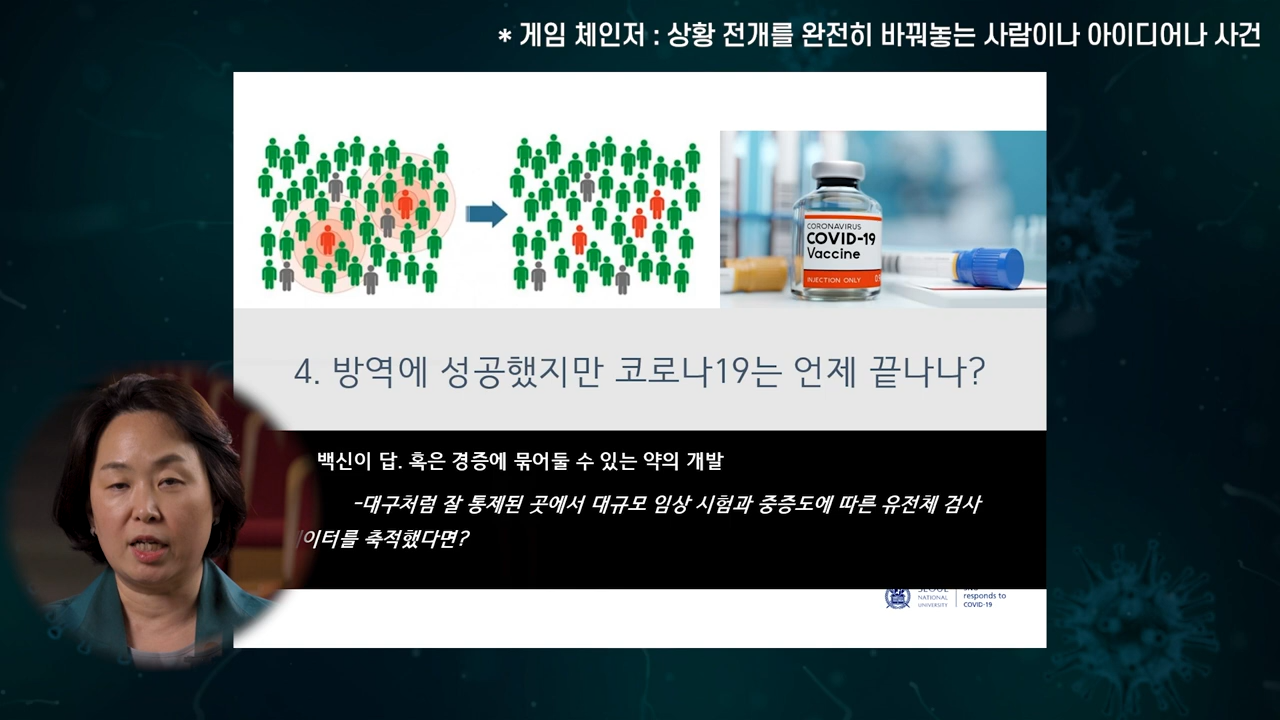 * 게임 체인저 : 상황 전개를 완전히 바꿔놓는 사람이나 아이디어나 사건
CORONAVIRUS
COVID-19
Vaccine
INJECTION ONLY
4. 방역에 성공했지만 코로나19는 언제 끝나나?
백신이 답. 혹은 경증에 묶어둘 수 있는 약의 개발
-대구처럼 잘 통제된 곳에서 대규모 임상 시험과 중증도에 따른 유전체 검사
축적했다면?
SEOUL
NATIONAL
UNIVERSITY
responds to
COVID-19